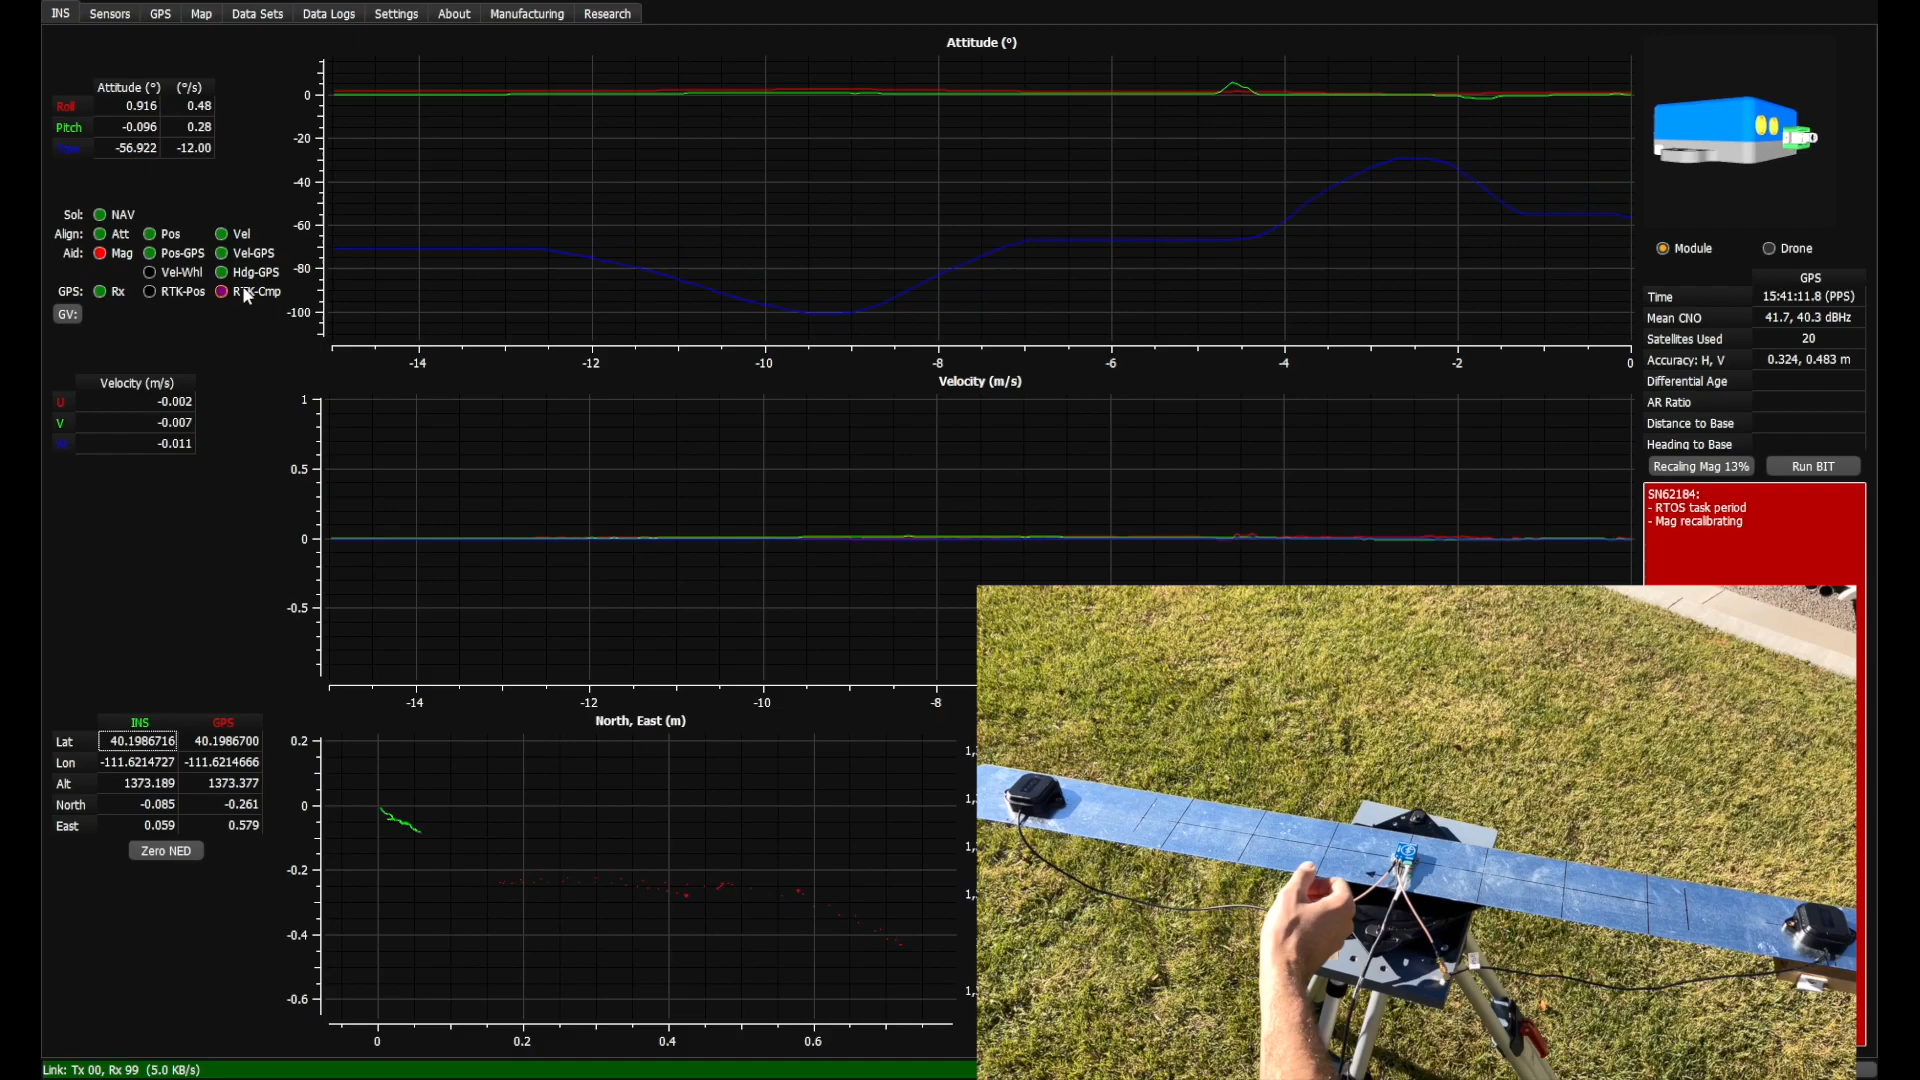 INS Sensors GPS Map Data Sets Data Logs Settings About Manufacturing Research
Attitude (°)
Attitude (°) (°/s)
Roll 0.916 0.48
Pitch -0.096 0.28
-56.922 -12.00
0
-20
-40
-60
-80
-100
-14 -12 -10 -8 -6 -4 -2 0
Sol: NAV
Align: Att Pos Vel
Aid: Mag Pos-GPS Vel-GPS
Vel-Whl Hdg-GPS
GPS: Rx RTK-Pos RTK-Cmp
GV:
Module Drone
GPS
Time 15:41:11.8 (PPS)
Mean CNO 41.7, 40.3 dBHz
Satellites Used 20
Accuracy: H, V 0.324, 0.483 m
Differential Age
AR Ratio
Distance to Base
Heading to Base
Recaling Mag 13% Run BIT
SN62184:
- RTOS task period
- Mag recalibrating
Velocity (m/s)
Velocity (m/s)
U -0.002
V -0.007
-0.011
1
0.5
0
-0.5
-14 -12 -10 -8
North, East (m)
INS GPS
Lat 40.1986716 40.1986700
Lon -111.6214727 -111.6214666
Alt 1373.189 1373.377
North -0.085 -0.261
East 0.059 0.579
Zero NED
0.2
0
-0.2
-0.4
-0.6
0 0.2 0.4 0.6
1,
1,
1,
1,
1,
1,
Link: Tx 00, Rx 99 (5.0 KB/s)